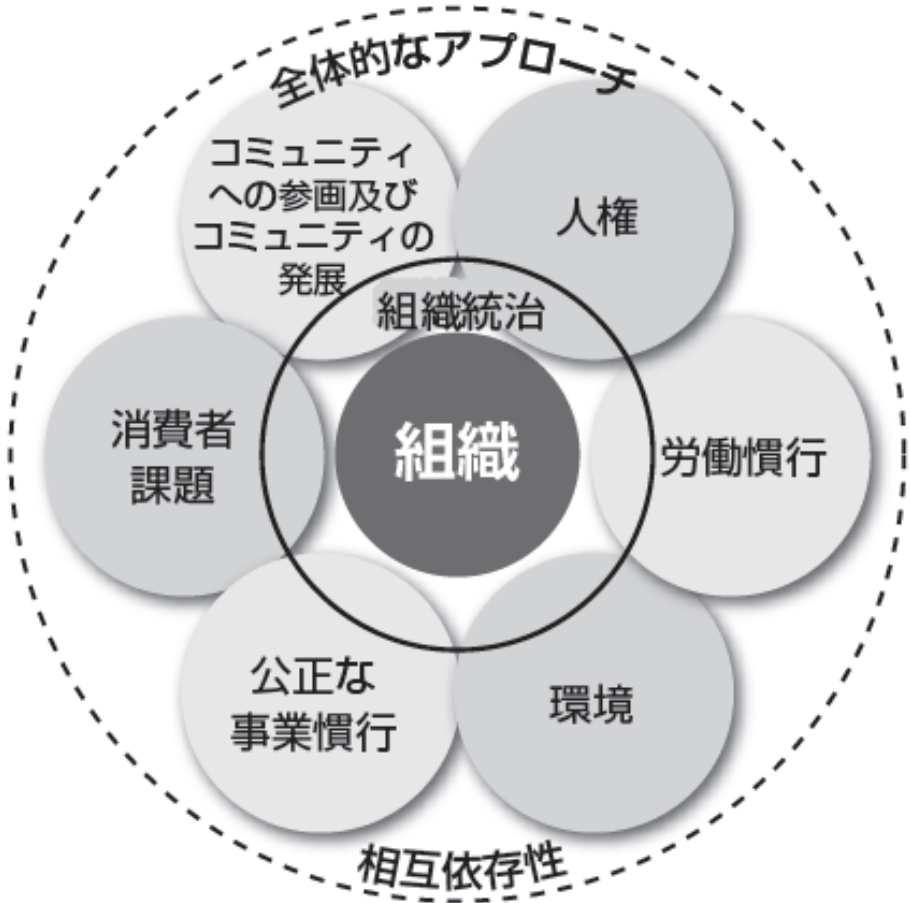 全体的なアプローチ
コミュニティ
への参画及び
コミュニティの
発展
人権
組織統治
消費者
課題
組織
労働慣行
公正な
事業慣行
環境
相互依存性